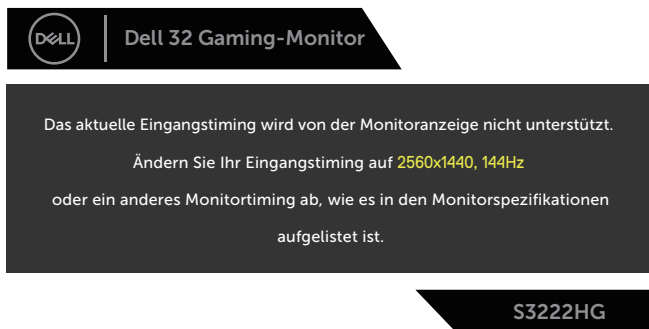 DELL
Dell 32 Gaming-Monitor
Das aktuelle Eingangstiming wird von der Monitoranzeige nicht unterstützt.
Ändern Sie Ihr Eingangstiming auf 2560x1440, 144Hz
oder ein anderes Monitortiming ab, wie es in den Monitorspezifikationen
aufgelistet ist.
S3222HG